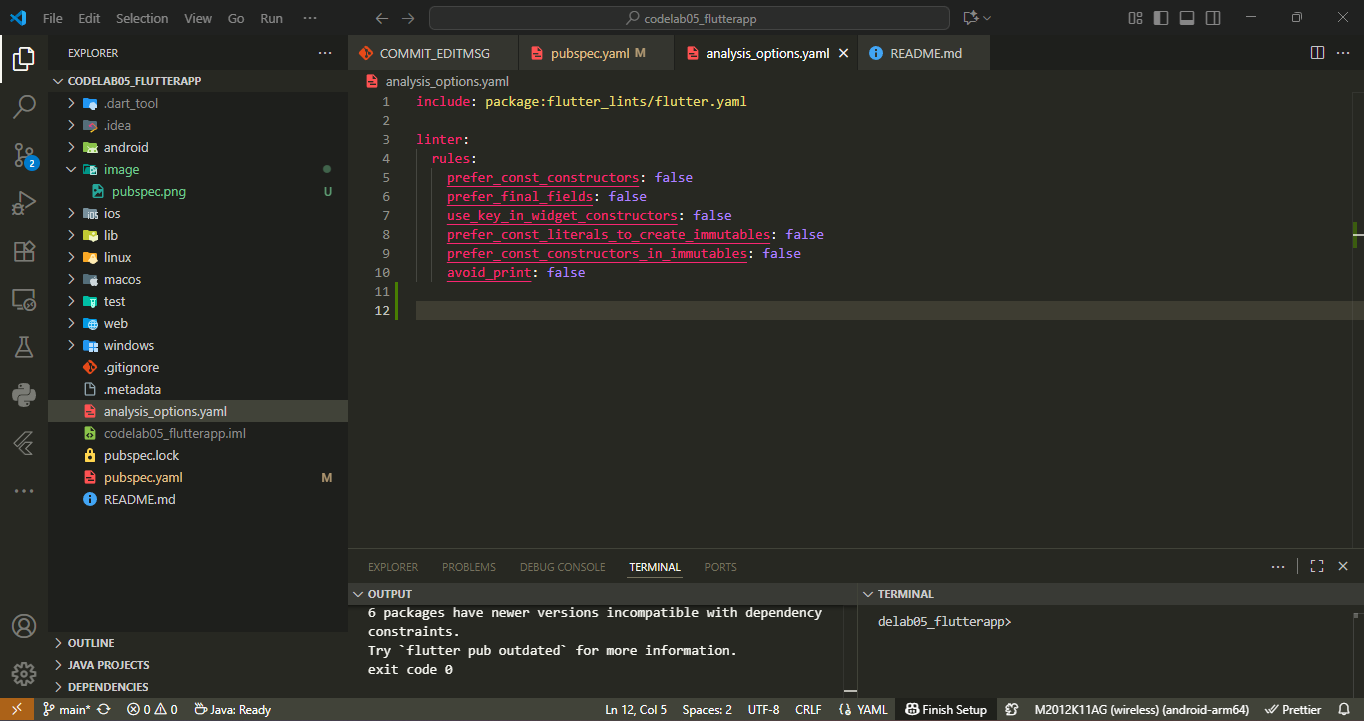 File Edit Selection View Go Run ··· codelab05_flutterapp
EXPLORER ···
CODELAB05_FLUTTERAPP
.dart_tool
.idea
android
image
pubspec.png U
ios
lib
linux
macos
test
web
windows
.gitignore
.metadata
analysis_options.yaml
codelab05_flutterapp.iml
pubspec.lock
pubspec.yaml M
README.md
OUTLINE
JAVA PROJECTS
DEPENDENCIES
2
COMMIT_EDITMSG pubspec.yaml M analysis_options.yaml README.md
analysis_options.yaml
1 include: package:flutter_lints/flutter.yaml
2
3 linter:
4 rules:
5 prefer_const_constructors: false
6 prefer_final_fields: false
7 use_key_in_widget_constructors: false
8 prefer_const_literals_to_create_immutables: false
9 prefer_const_constructors_in_immutables: false
10 avoid_print: false
11
12
EXPLORER PROBLEMS DEBUG CONSOLE TERMINAL PORTS
OUTPUT
6 packages have newer versions incompatible with dependency
constraints.
Try `flutter pub outdated` for more information.
exit code 0
TERMINAL
delab05_flutterapp>
main* 0 0 Java: Ready Ln 12, Col 5 Spaces: 2 UTF-8 CRLF YAML Finish Setup M2012K11AG (wireless) (android-arm64) Prettier